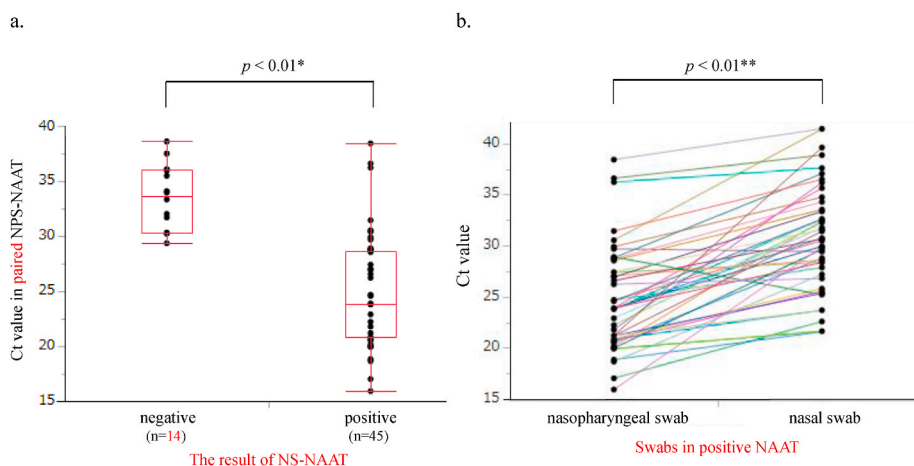 a.
p < 0.01*
40
35
30
25
20
15
Ct value in paired NPS-NAAT
negative
positive
(n=14)
(n=45)
The result of NS-NAAT
b.
p < 0.01**
40
35
30
25
20
15
Ct value
nasopharyngeal swab
nasal swab
Swabs in positive NAAT